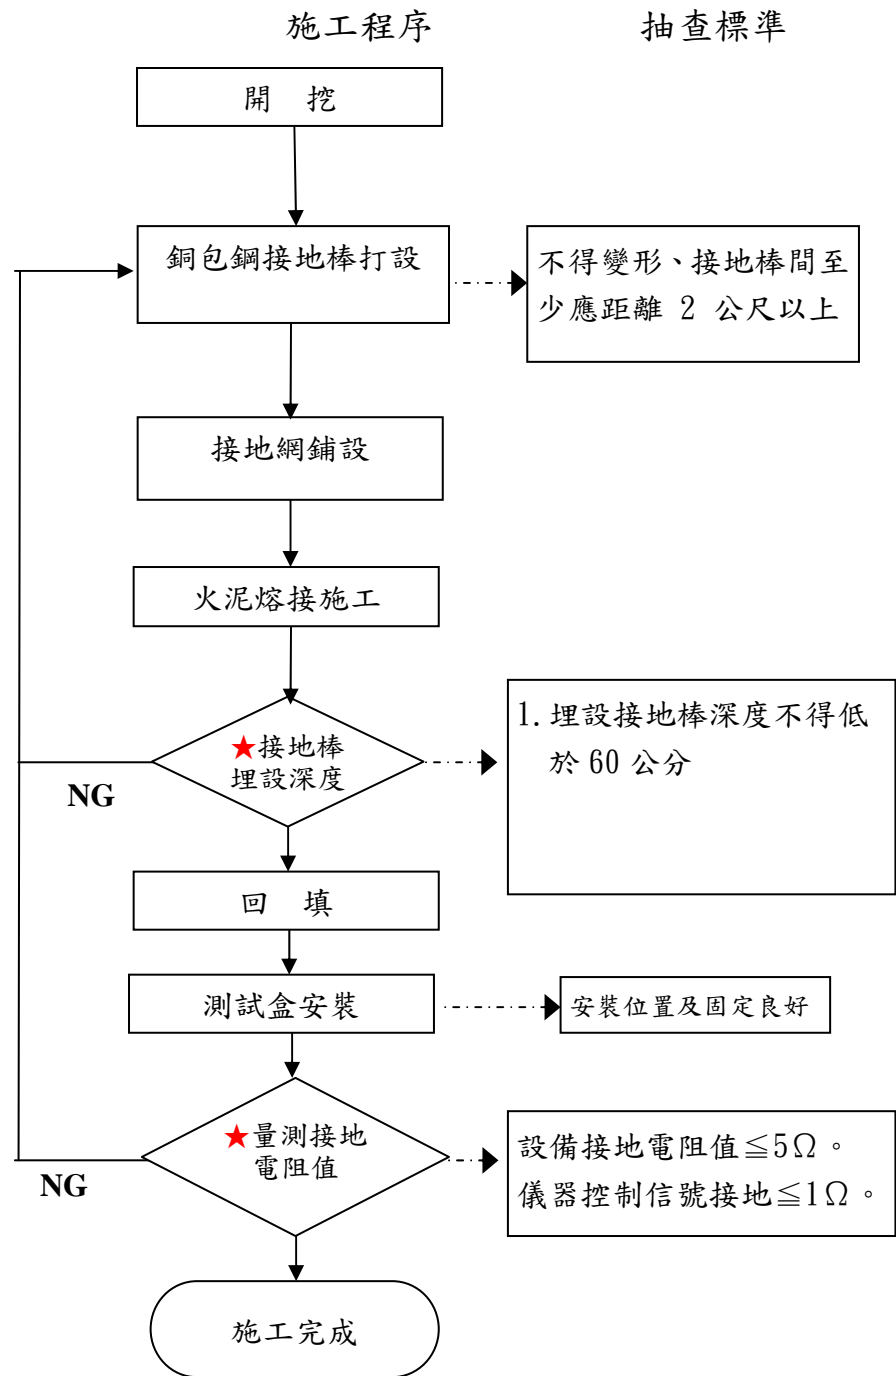 施工程序
抽查標準
開 挖
銅包鋼接地棒打設
不得變形、接地棒間至
少應距離 2 公尺以上
接地網鋪設
火泥熔接施工
★接地棒
埋設深度
NG
1. 埋設接地棒深度不得低
於 60 公分
回 填
測試盒安裝
安裝位置及固定良好
★量測接地
電阻值
NG
設備接地電阻值≦5Ω。
儀器控制信號接地≦1Ω。
施工完成